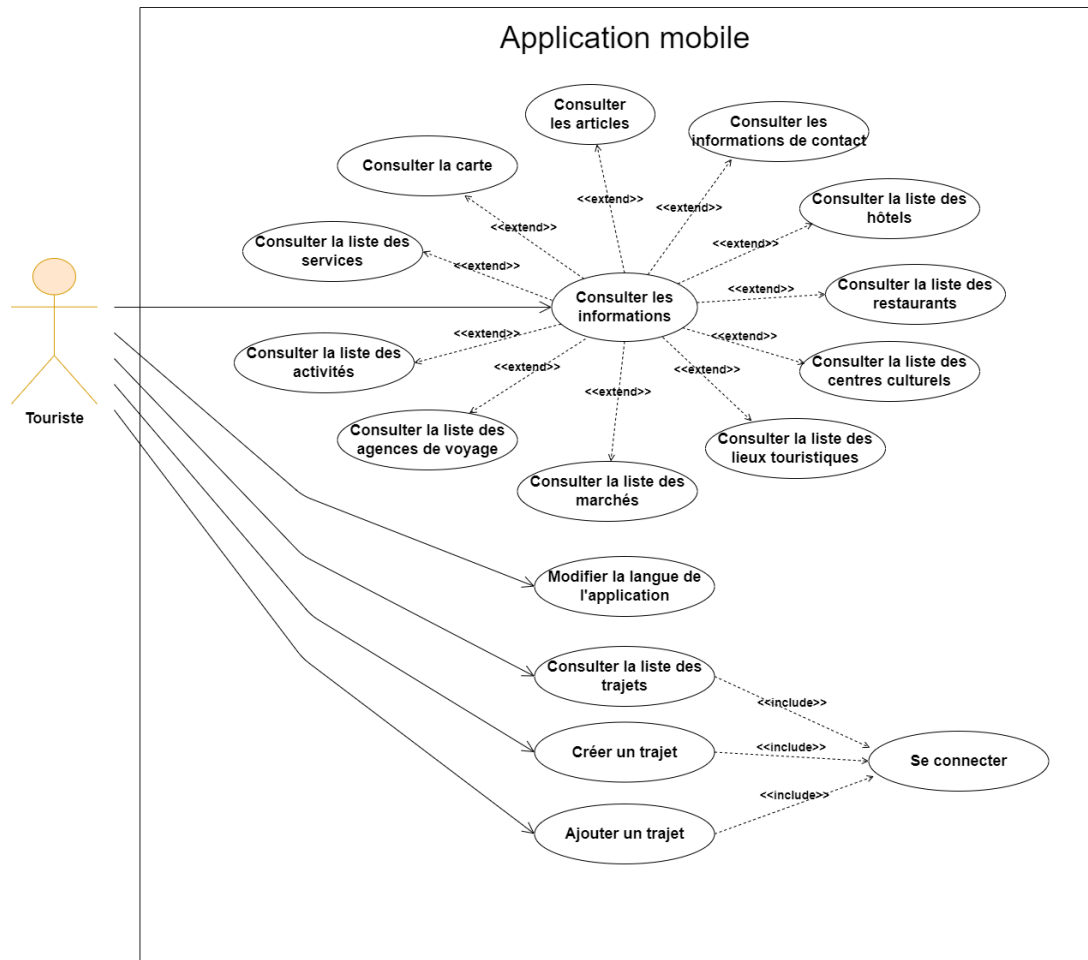 Application mobile
Consulter
les articles
Consulter les
informations de contact
Consulter la carte
<<extend>>
<<extend>>
Consulter la liste des
hôtels
<<extend>>
Consulter la liste des
services
<<extend>>
<<extend>>
Consulter les
informations
<<extend>>
Consulter la liste des
restaurants
<<extend>>
<<extend>>
Consulter la liste des
activités
<<extend>>
<<extend>>
<<extend>>
Consulter la liste des
centres culturels
Touriste
Consulter la liste des
agences de voyage
Consulter la liste des
lieux touristiques
Consulter la liste des
marchés
Modifier la langue de
l'application
Consulter la liste des
trajets
<<include>>
Créer un trajet
<<include>>
Se connecter
<<include>>
Ajouter un trajet